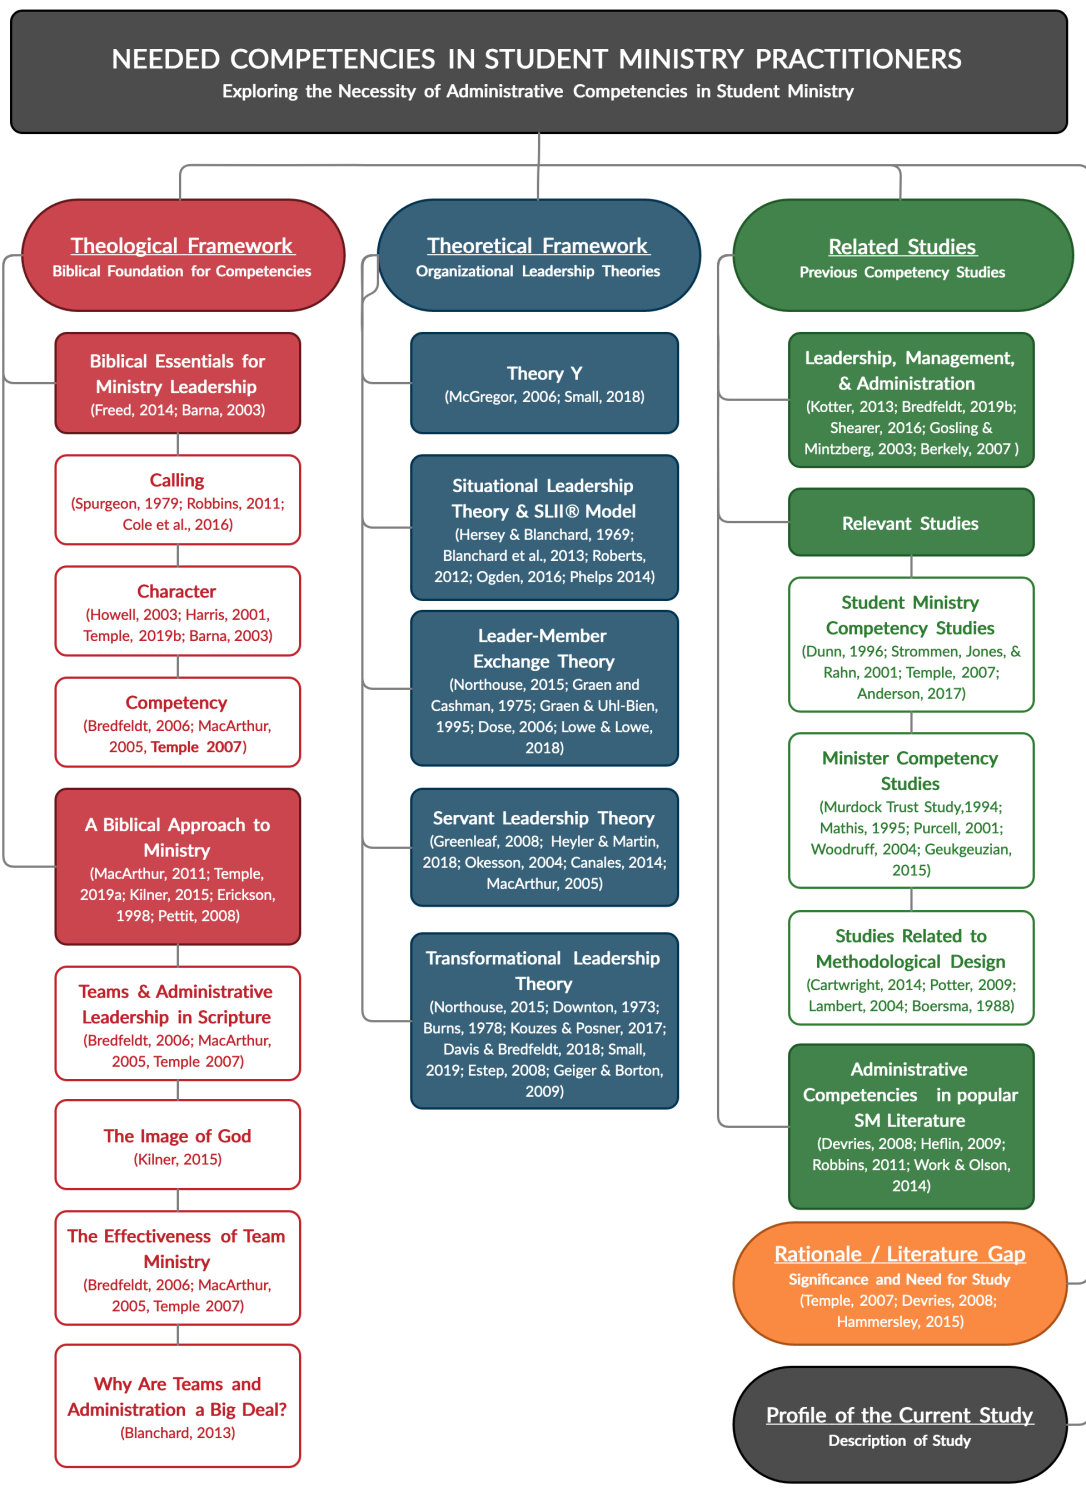 NEEDED COMPETENCIES IN STUDENT MINISTRY PRACTITIONERS
Exploring the Necessity of Administrative Competencies in Student Ministry
Theological Framework
Biblical Foundation for Competencies
Biblical Essentials for
Ministry Leadership
(Freed, 2014; Barna, 2003)
Calling
(Spurgeon, 1979; Robbins, 2011;
Cole et al., 2016)
Character
(Howell, 2003; Harris, 2001,
Temple, 2019b; Barna, 2003)
Competency
(Bredfeldt, 2006; MacArthur,
2005, Temple 2007)
A Biblical Approach to
Ministry
(MacArthur, 2011; Temple,
2019a; Kilner, 2015; Erickson,
1998; Pettit, 2008)
Teams & Administrative
Leadership in Scripture
(Bredfeldt, 2006; MacArthur,
2005, Temple 2007)
The Image of God
(Kilner, 2015)
The Effectiveness of Team
Ministry
(Bredfeldt, 2006; MacArthur,
2005, Temple 2007)
Why Are Teams and
Administration a Big Deal?
(Blanchard, 2013)
Theoretical Framework
Organizational Leadership Theories
Theory Y
(McGregor, 2006; Small, 2018)
Situational Leadership
Theory & SLII® Model
(Hersey & Blanchard, 1969;
Blanchard et al., 2013; Roberts,
2012; Ogden, 2016; Phelps 2014)
Leader-Member
Exchange Theory
(Northouse, 2015; Graen and
Cashman, 1975; Graen & Uhl-Bien,
1995; Dose, 2006; Lowe & Lowe,
2018)
Servant Leadership Theory
(Greenleaf, 2008; Heyler & Martin,
2018; Okesson, 2004; Canales, 2014;
MacArthur, 2005)
Transformational Leadership
Theory
(Northouse, 2015; Downton, 1973;
Burns, 1978; Kouzes & Posner, 2017;
Davis & Bredfeldt, 2018; Small,
2019; Estep, 2008; Geiger & Borton,
2009)
Related Studies
Previous Competency Studies
Leadership, Management,
& Administration
(Kotter, 2013; Bredfeldt, 2019b;
Shearer, 2016; Gosling &
Mintzberg, 2003; Berkely, 2007 )
Relevant Studies
Student Ministry
Competency Studies
(Dunn, 1996; Strommen, Jones, &
Rahn, 2001; Temple, 2007;
Anderson, 2017)
Minister Competency
Studies
(Murdock Trust Study,1994;
Mathis, 1995; Purcell, 2001;
Woodruff, 2004; Geukgeuzian,
2015)
Studies Related to
Methodological Design
(Cartwright, 2014; Potter, 2009;
Lambert, 2004; Boersma, 1988)
Administrative
Competencies in popular
SM Literature
(Devries, 2008; Heflin, 2009;
Robbins, 2011; Work & Olson,
2014)
Rationale / Literature Gap
Significance and Need for Study
(Temple, 2007; Devries, 2008;
Hammersley, 2015)
Profile of the Current Study
Description of Study